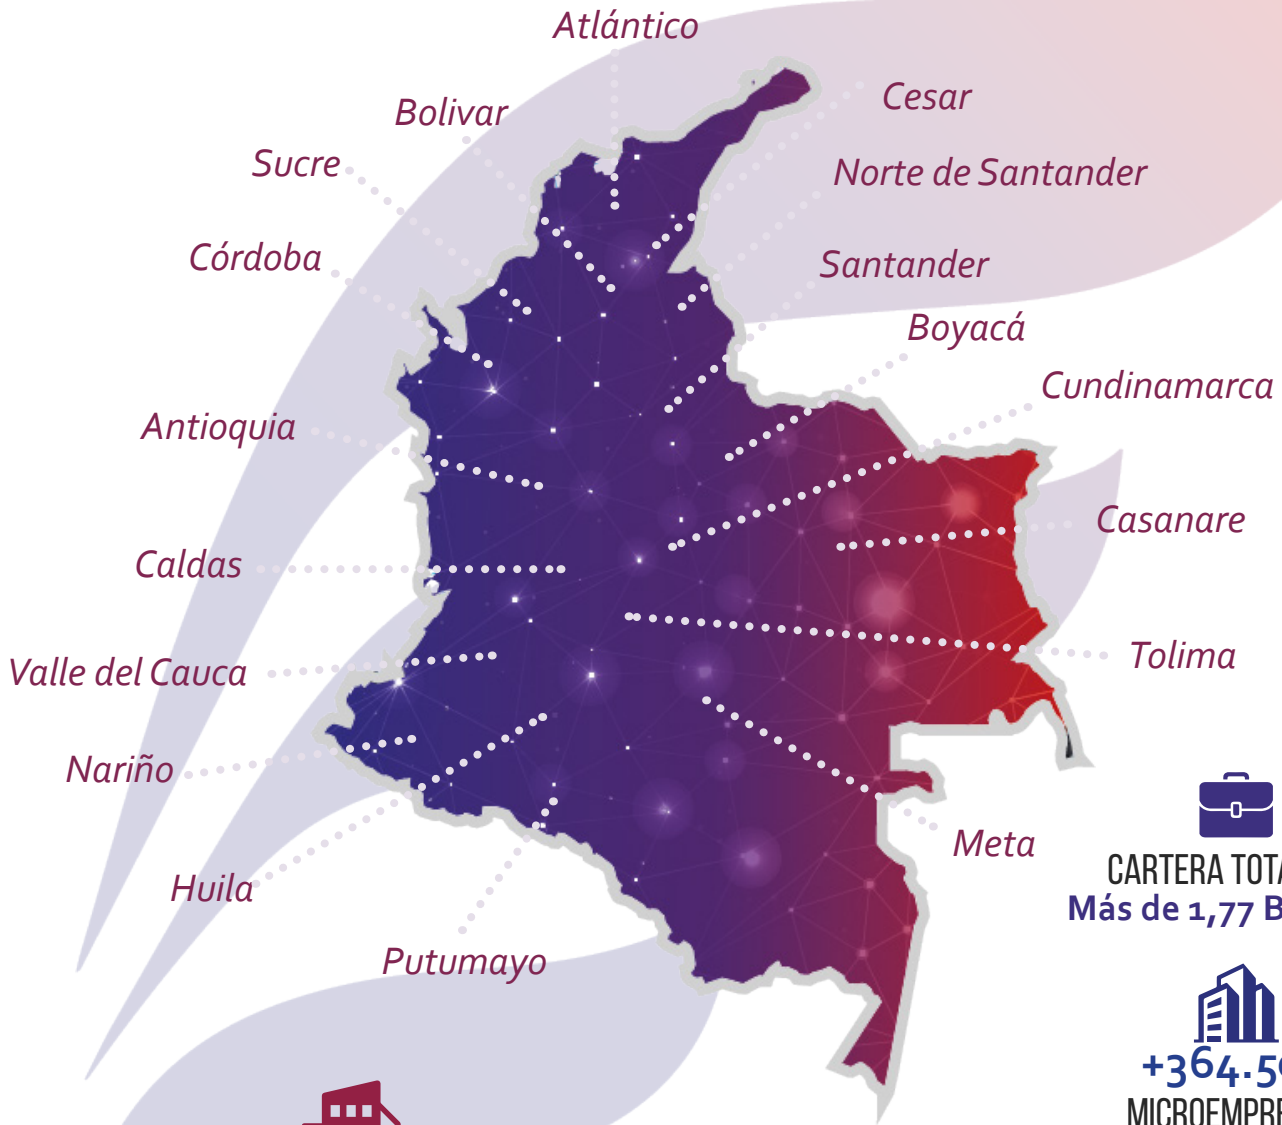 Atlántico
Bolivar
Cesar
Sucre
Norte de Santander
Córdoba
Santander
Boyacá
Cundinamarca
Antioquia
Casanare
Caldas
Valle del Cauca
Tolima
Nariño
Meta
Huila
Putumayo
CARTERA
Más de 1,77